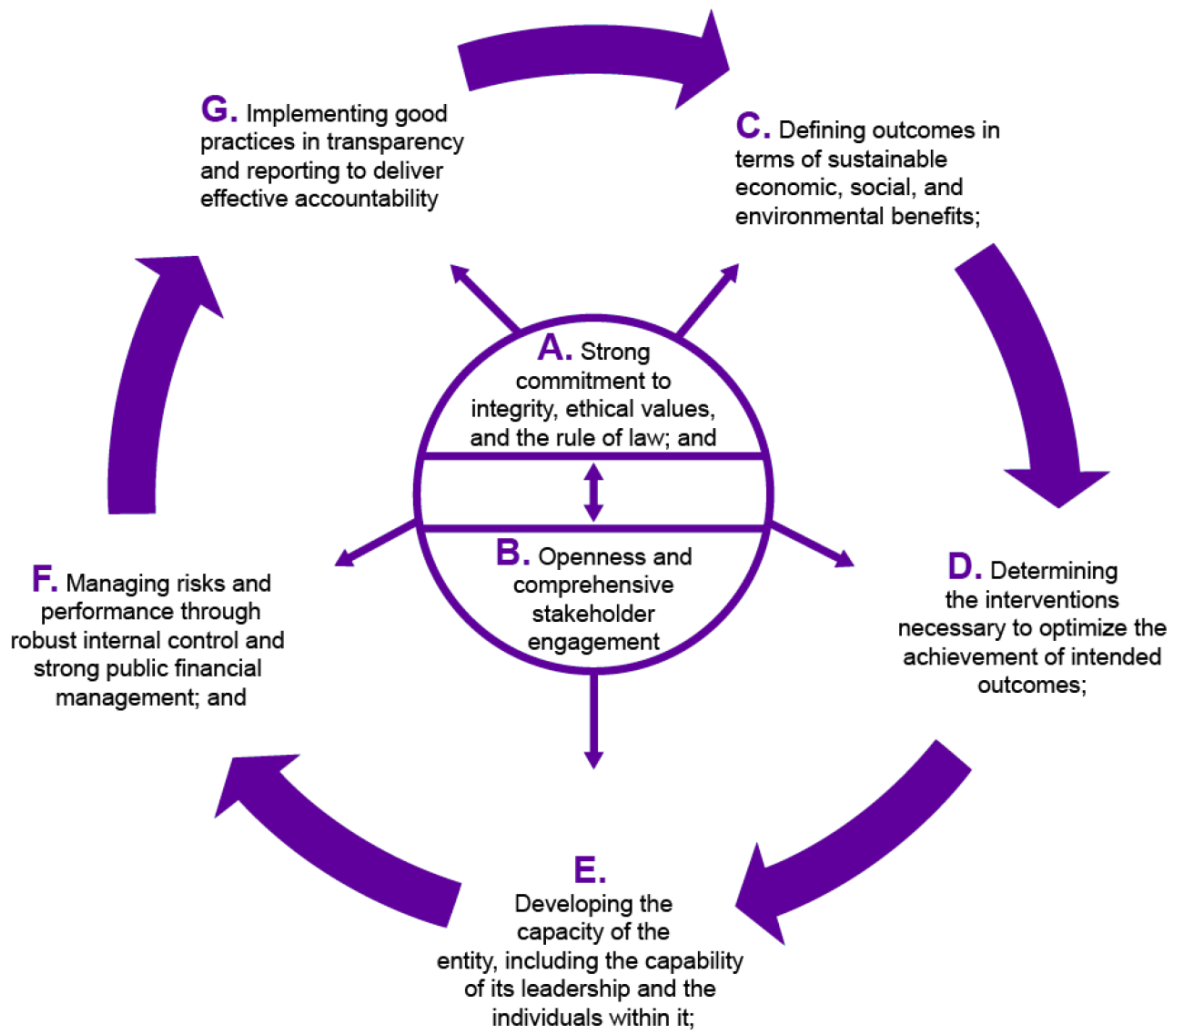 G. Implementing good
practices in transparency
and reporting to deliver
effective accountability
C. Defining outcomes in
terms of sustainable
economic, social, and
environmental benefits;
A. Strong
commitment to
integrity, ethical values,
and the rule of law; and
B. Openness and
comprehensive
stakeholder
engagement
F. Managing risks and
performance through
robust internal control and
strong public financial
management; and
D. Determining
the interventions
necessary to optimize the
achievement of intended
outcomes;
E.
Developing the
capacity of the
entity, including the capability
of its leadership and the
individuals within it;